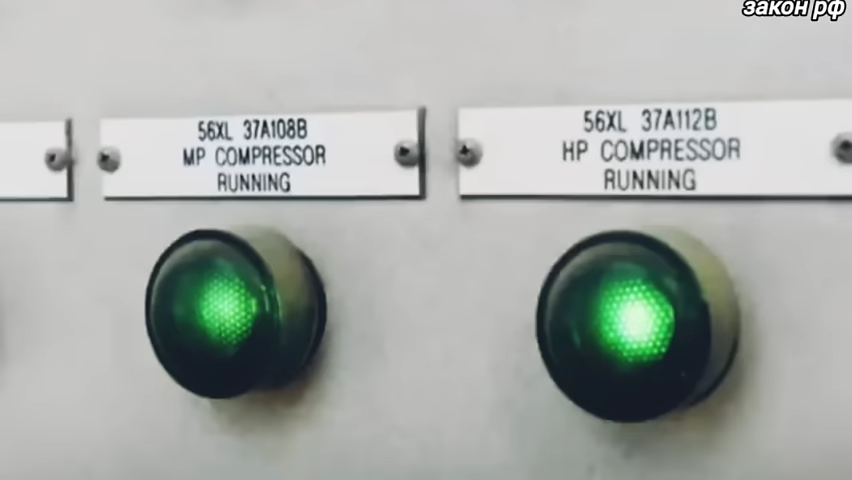 закон рф
56XL 37A108B
MP COMPRESSOR
RUNNING
56XL 37A112B
HP COMPRESSOR
RUNNING